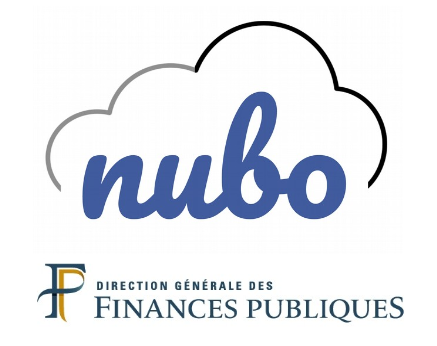 nubo
DIRECTION GÉNÉRALE DES
FINANCES PUBLIQUES